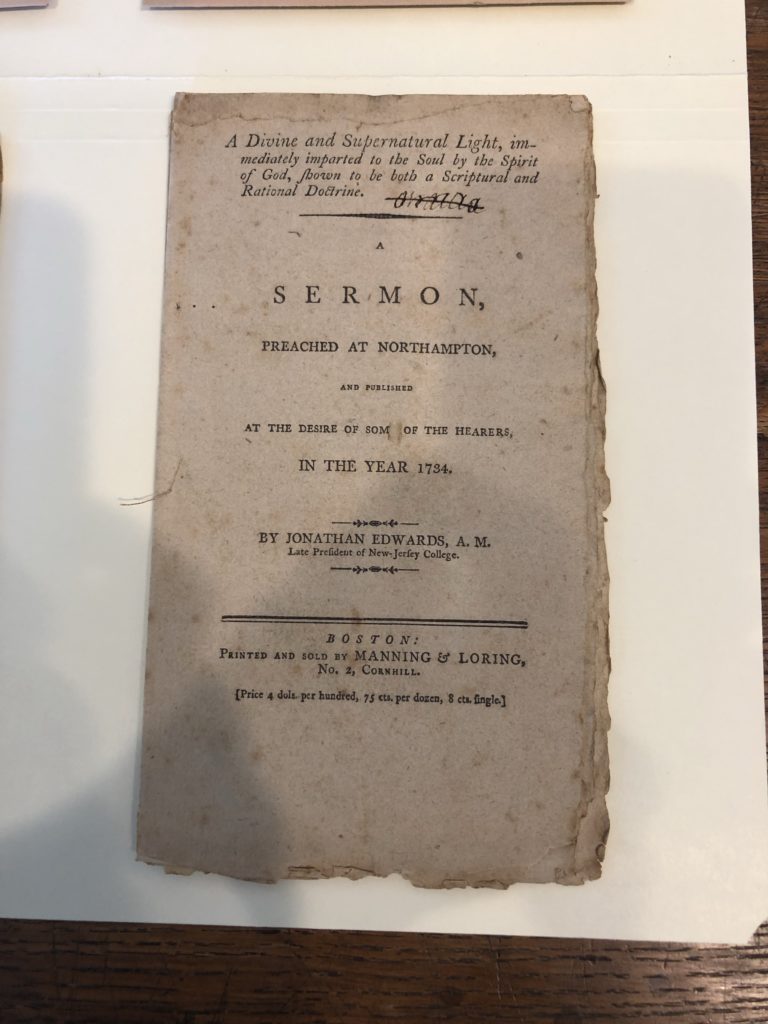 A Divine and Supernatural Light, im-
mediately imparted to the Soul by the Spirit
of God, ſhown to be both a Scriptural and
Rational Doctrine.
A
SERMON,
PREACHED AT NORTHAMPTON,
AND PUBLISHED
AT THE DESIRE OF SOM OF THE HEARERS,
IN THE YEAR 1734.
BY JONATHAN EDWARDS, A. M.
Late Preſident of New-Jerſey College.
BOSTON:
PRINTED AND SOLD BY MANNING & LORING,
No. 2, CORNHILL.
[Price 4 dols. per hundred, 75 cts. per dozen, 8 cts. ſingle.]